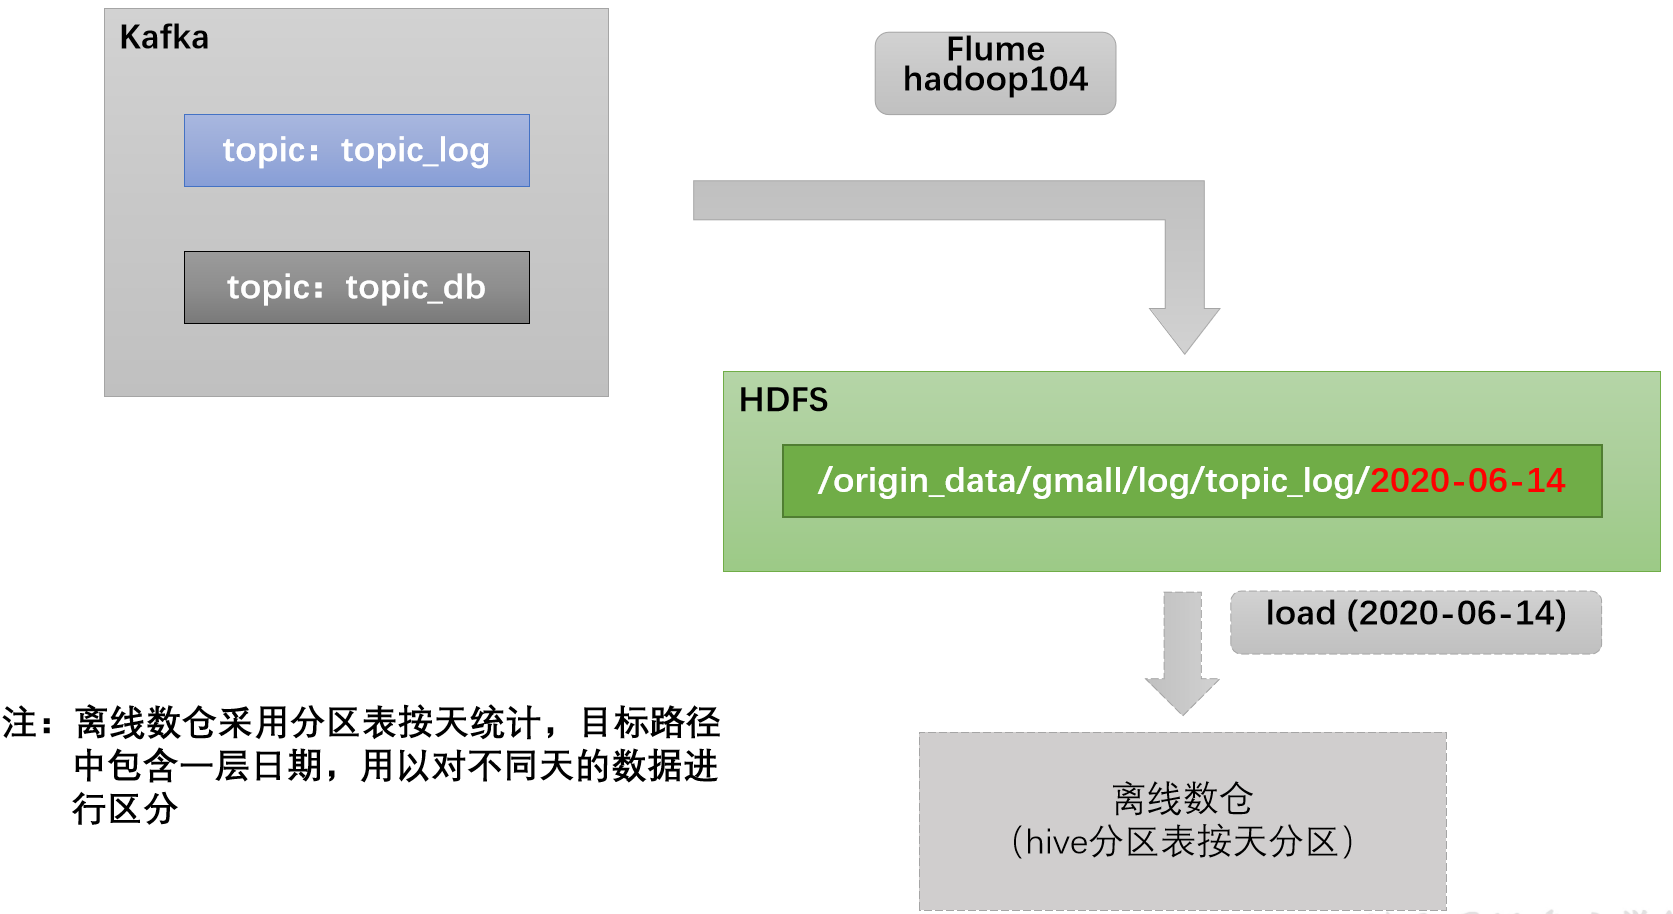 Kafka
topic：topic_log
topic：topic_db
Flume
hadoop104
HDFS
/origin_data/gmall/log/topic_log/2020-06-14
load (2020-06-14)
注：离线数仓采用分区表按天统计，目标路径
中包含一层日期，用以对不同天的数据进
行区分
离线数仓
（hive分区表按天分区）